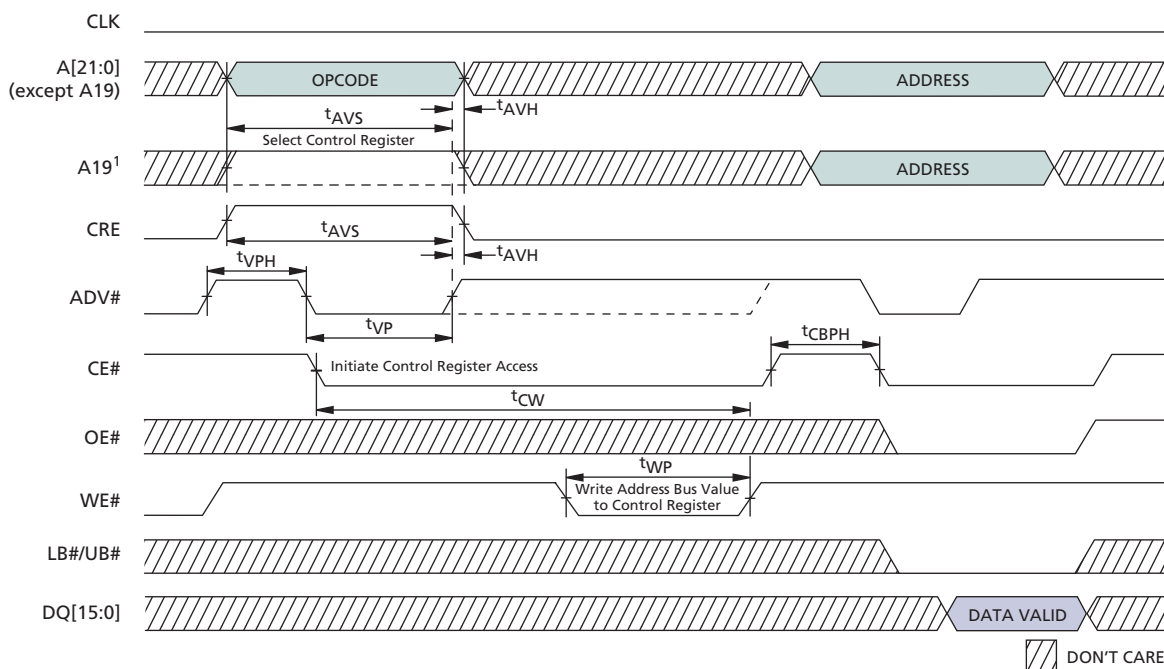 CLK
A[21:0]
(except A19)
OPCODE
ADDRESS
tAVS
tAVH
Select Control Register
A19¹
ADDRESS
CRE
tAVS
tAVH
tVPH
ADV#
tVP
tCBPH
CE#
Initiate Control Register Access
tCW
OE#
tWP
WE#
Write Address Bus Value
to Control Register
LB#/UB#
DQ[15:0]
DATA VALID
DON'T CARE